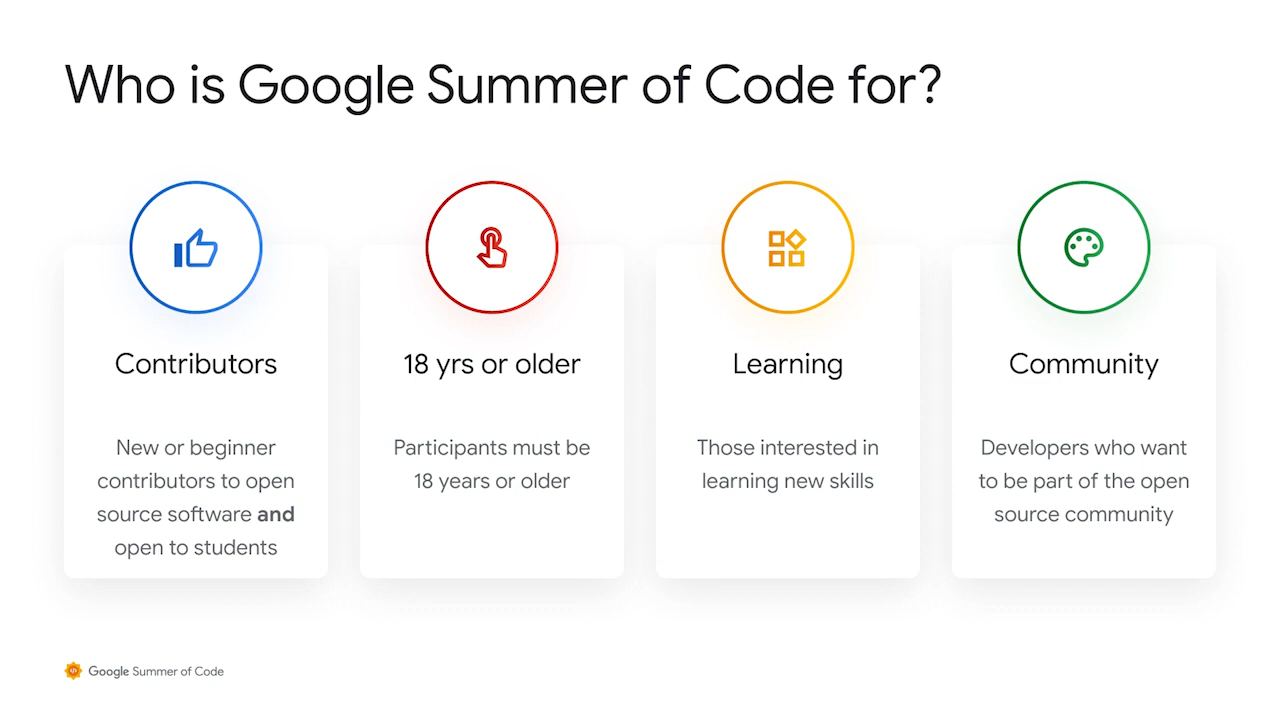 Who is Google Summer of Code for?
Contributors
New or beginner
contributors to open
source software and
open to students
18 yrs or older
Participants must be
18 years or older
Learning
Those interested in
learning new skills
Community
Developers who want
to be part of the open
source community
Google Summer of Code